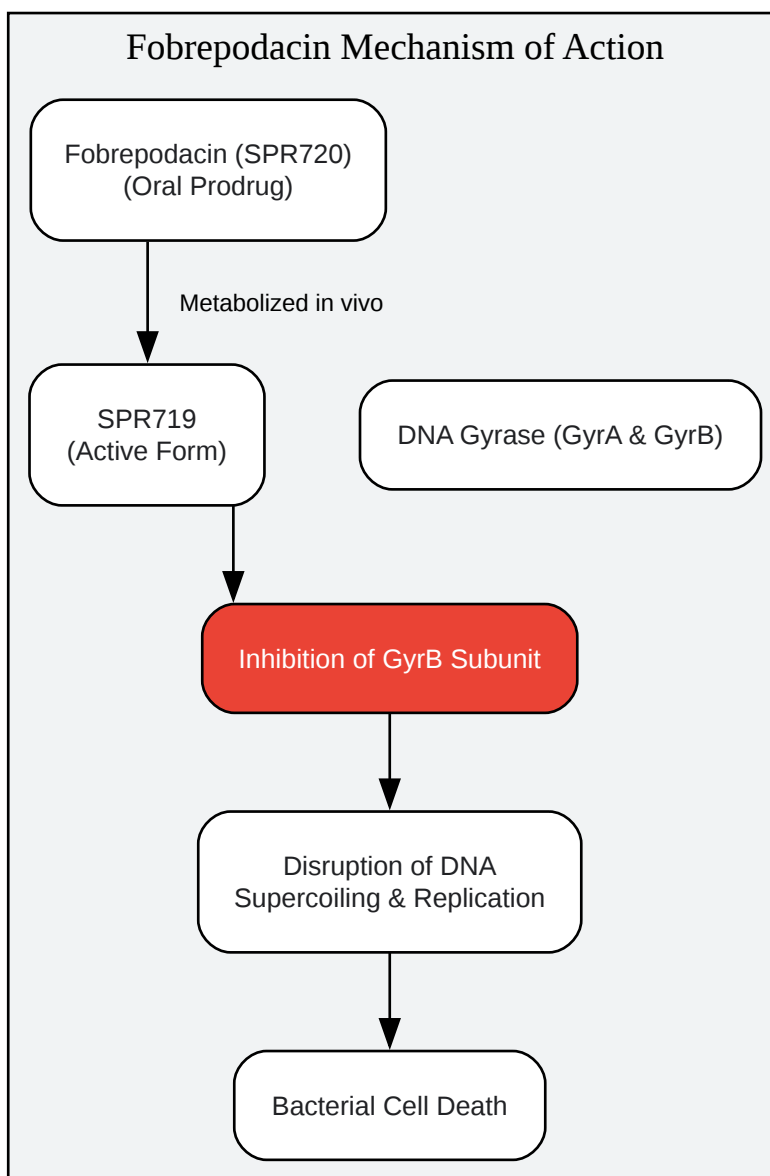 Fobrepodacin Mechanism of Action
Fobrepodacin (SPR720)
(Oral Prodrug)
Metabolized in vivo
SPR719
(Active Form)
DNA Gyrase (GyrA & GyrB)
Inhibition of GyrB Subunit
Disruption of DNA
Supercoiling & Replication
Bacterial Cell Death